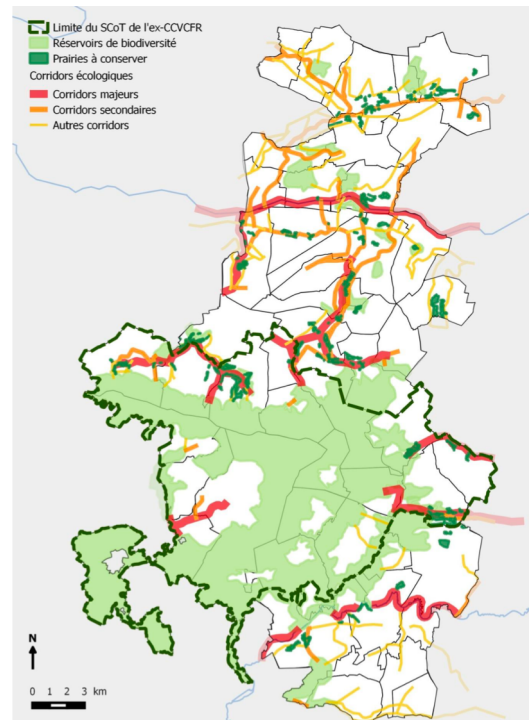 Limite du SCoT de l'ex-CCVCFR
Réservoirs de biodiversité
Prairies à conserver
Corridors écologiques
Corridors majeurs
Corridors secondaires
Autres corridors
N
0 1 2 3 km